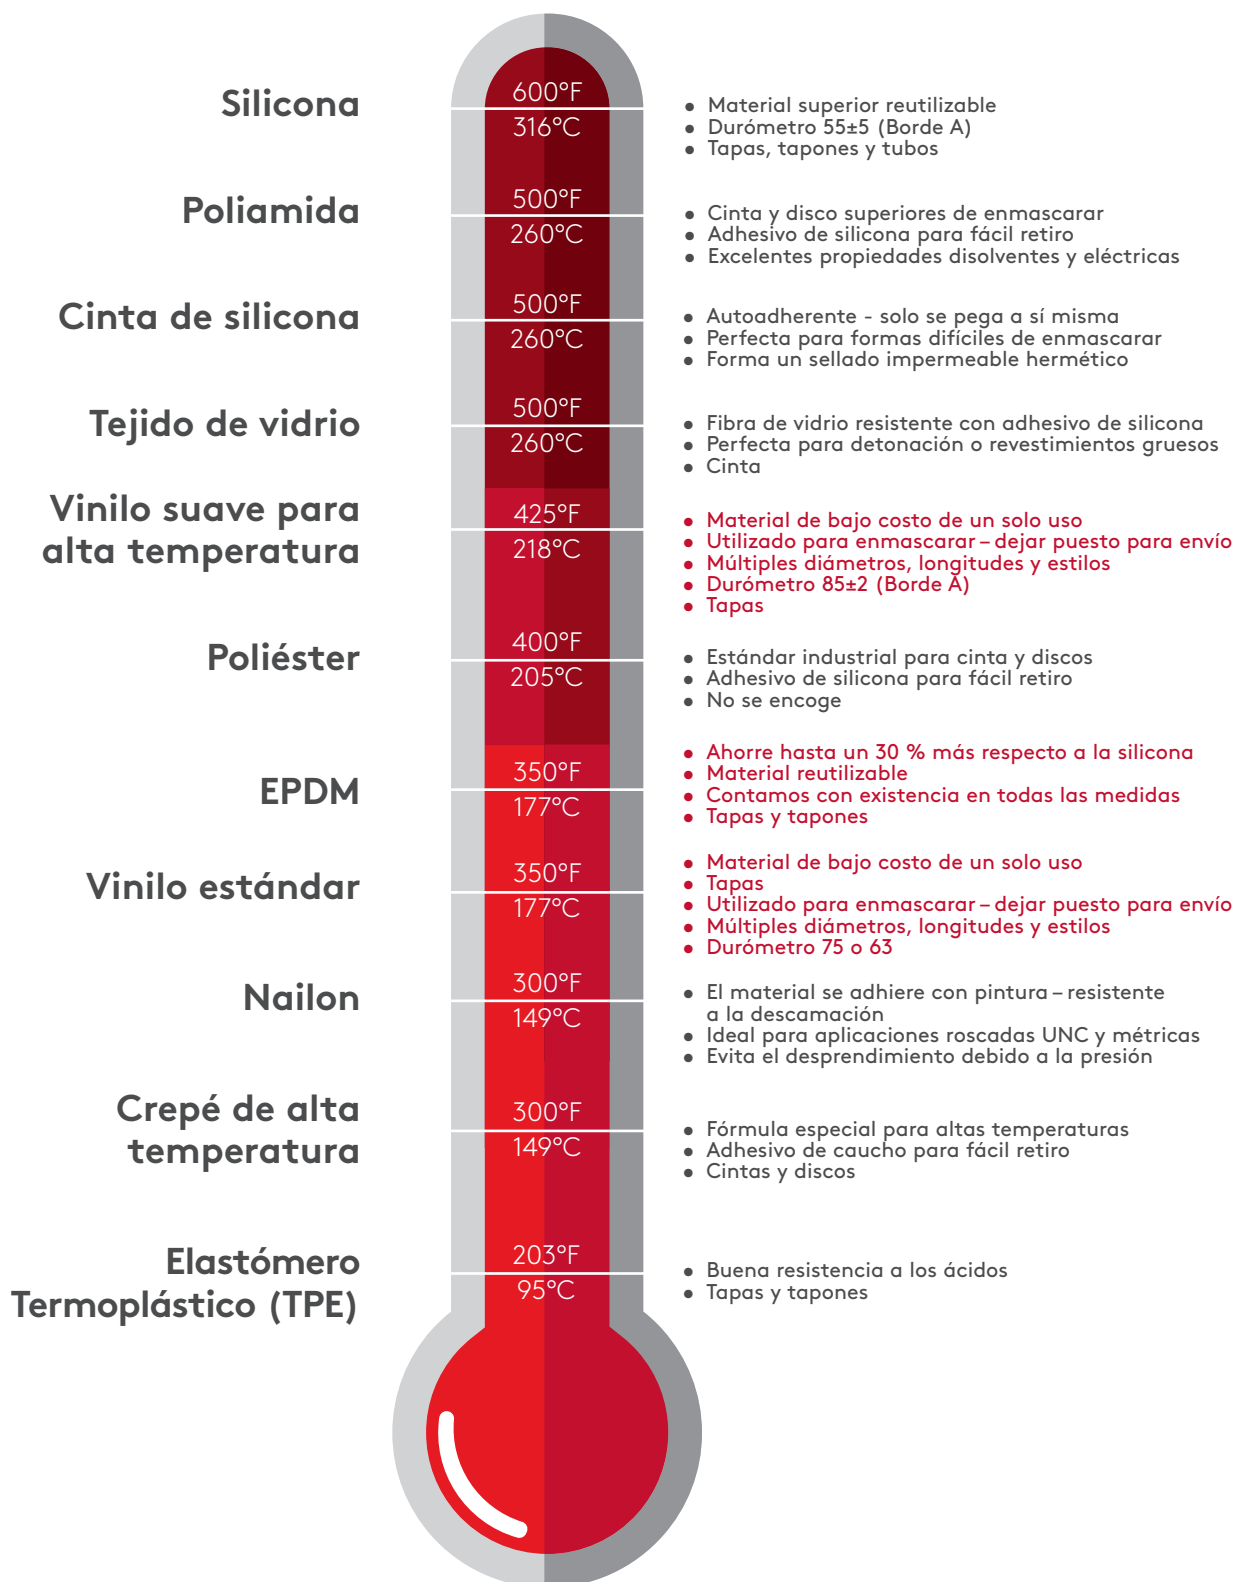 Silicona
600°F
316°C
• Material superior reutilizable
• Durómetro 55±5 (Borde A)
• Tapas, tapones y tubos
Poliamida
500°F
260°C
• Cinta y disco superiores de enmascarar
• Adhesivo de silicona para fácil retiro
• Excelentes propiedades disolventes y eléctricas
Cinta de silicona
500°F
260°C
• Autoadherente - solo se pega a sí misma
• Perfecta para formas difíciles de enmascarar
• Forma un sellado impermeable hermético
Tejido de vidrio
500°F
260°C
• Fibra de vidrio resistente con adhesivo de silicona
• Perfecta para detonación o revestimientos gruesos
• Cinta
Vinilo suave para
alta temperatura
425°F
218°C
• Material de bajo costo de un solo uso
• Utilizado para enmascarar – dejar puesto para envío
• Múltiples diámetros, longitudes y estilos
• Durómetro 85±2 (Borde A)
• Tapas
Poliéster
400°F
205°C
• Estándar industrial para cinta y discos
• Adhesivo de silicona para fácil retiro
• No se encoge
EPDM
350°F
177°C
• Ahorre hasta un 30 % más respecto a la silicona
• Material reutilizable
• Contamos con existencia en todas las medidas
• Tapas y tapones
Vinilo estándar
350°F
177°C
• Material de bajo costo de un solo uso
• Tapas
• Utilizado para enmascarar – dejar puesto para envío
• Múltiples diámetros, longitudes y estilos
• Durómetro 75 o 63
Nailon
300°F
149°C
• El material se adhiere con pintura – resistente
a la descamación
• Ideal para aplicaciones roscadas UNC y métricas
• Evita el desprendimiento debido a la presión
Crepé de alta
temperatura
300°F
149°C
• Fórmula especial para altas temperaturas
• Adhesivo de caucho para fácil retiro
• Cintas y discos
Elastómero
Termoplástico (TPE)
203°F
95°C
• Buena resistencia a los ácidos
• Tapas y tapones